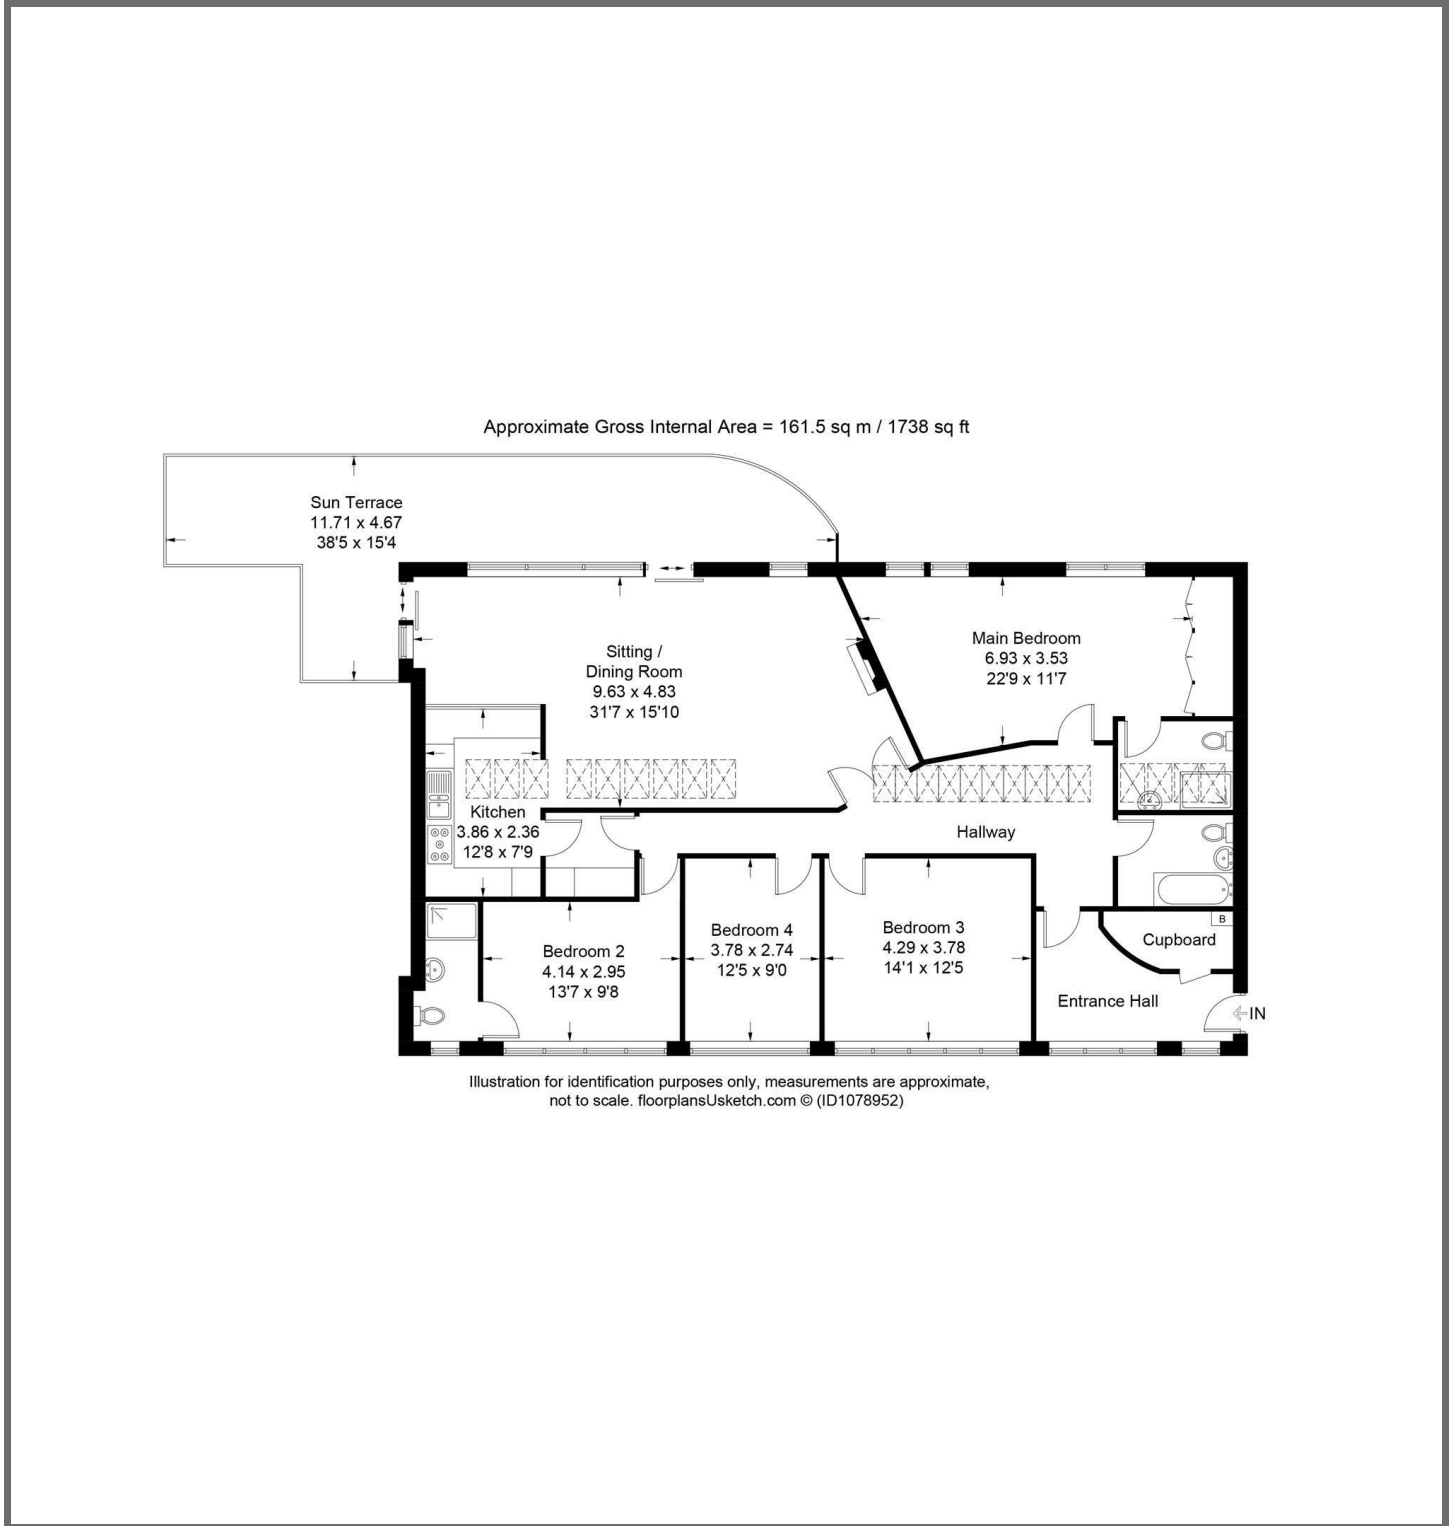 Approximate Gross Internal Area = 161.5 sq m / 1738 sq ft
Sun Terrace
11.71 x 4.67
38'5 x 15'4
Sitting /
Dining Room
9.63 x 4.83
31'7 x 15'10
Main Bedroom
6.93 x 3.53
22'9 x 11'7
Kitchen
3.86 x 2.36
12'8 x 7'9
Hallway
Bedroom 2
4.14 x 2.95
13'7 x 9'8
Bedroom 4
3.78 x 2.74
12'5 x 9'0
Bedroom 3
4.29 x 3.78
14'1 x 12'5
B
Cupboard
Entrance Hall
IN
Illustration for identification purposes only, measurements are approximate,
not to scale. floorplansUsketch.com © (ID1078952)